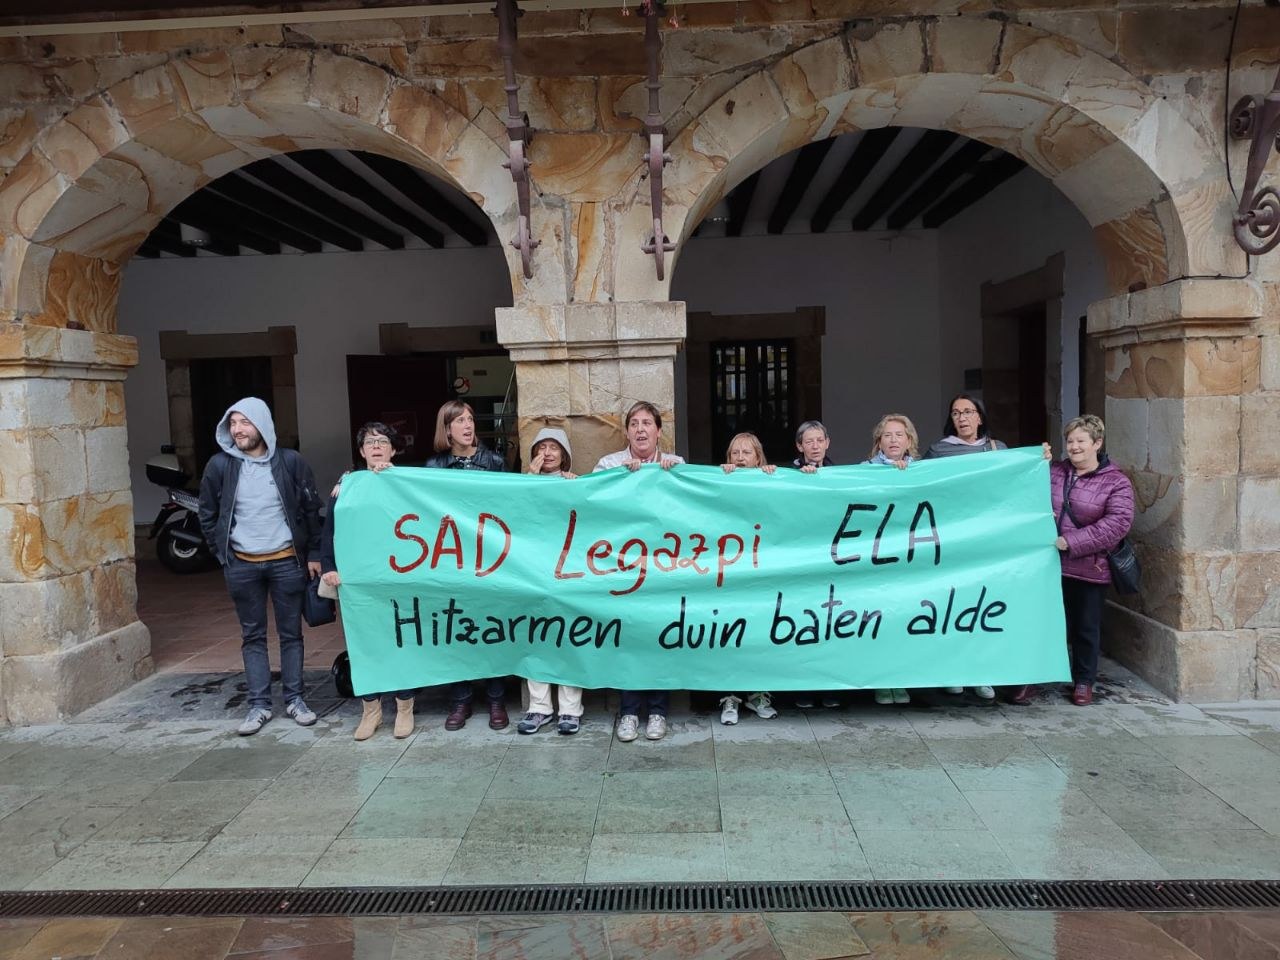 SAD Legazpi ELA
Hitzarmen duin baten alde